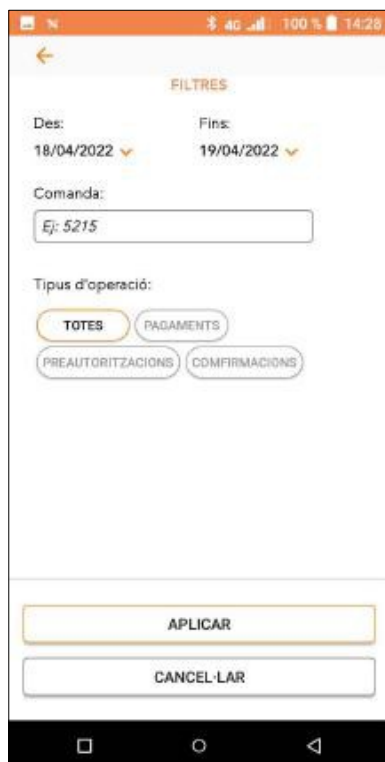 4G 100 % 14:28
FILTRES
Des: Fins:
18/04/2022 19/04/2022
Comanda:
Ej: 5215
Tipus d'operació:
TOTES PAGAMENTS
PREAUTORITZACIONS COMFIRMACIONS
APLICAR
CANCEL·LAR